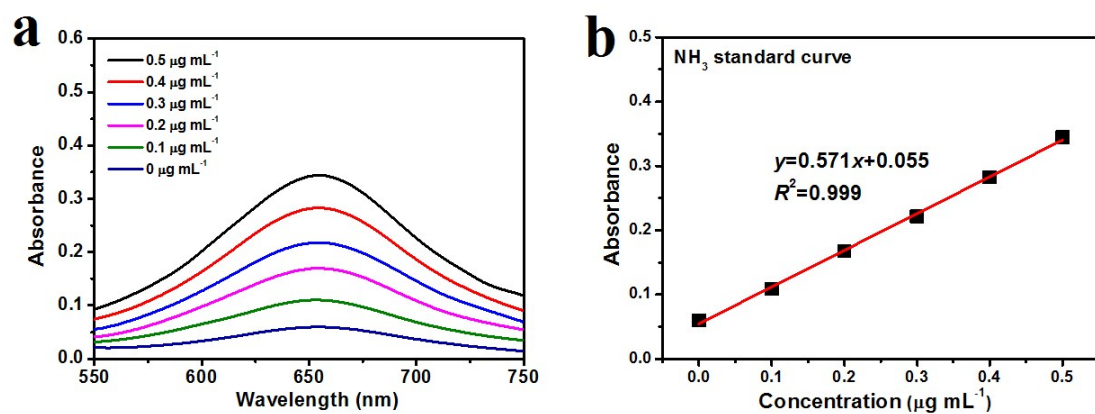 a
0.6
0.5
0.4
0.3
0.2
0.1
0.0
Absorbance
0.5 μg mL⁻¹
0.4 μg mL⁻¹
0.3 μg mL⁻¹
0.2 μg mL⁻¹
0.1 μg mL⁻¹
0 μg mL⁻¹
550 600 650 700 750
Wavelength (nm)
b
0.5
0.4
0.3
0.2
0.1
0.0
Absorbance
NH₃ standard curve
y=0.571x+0.055
R²=0.999
0.0 0.1 0.2 0.3 0.4 0.5
Concentration (μg mL⁻¹)